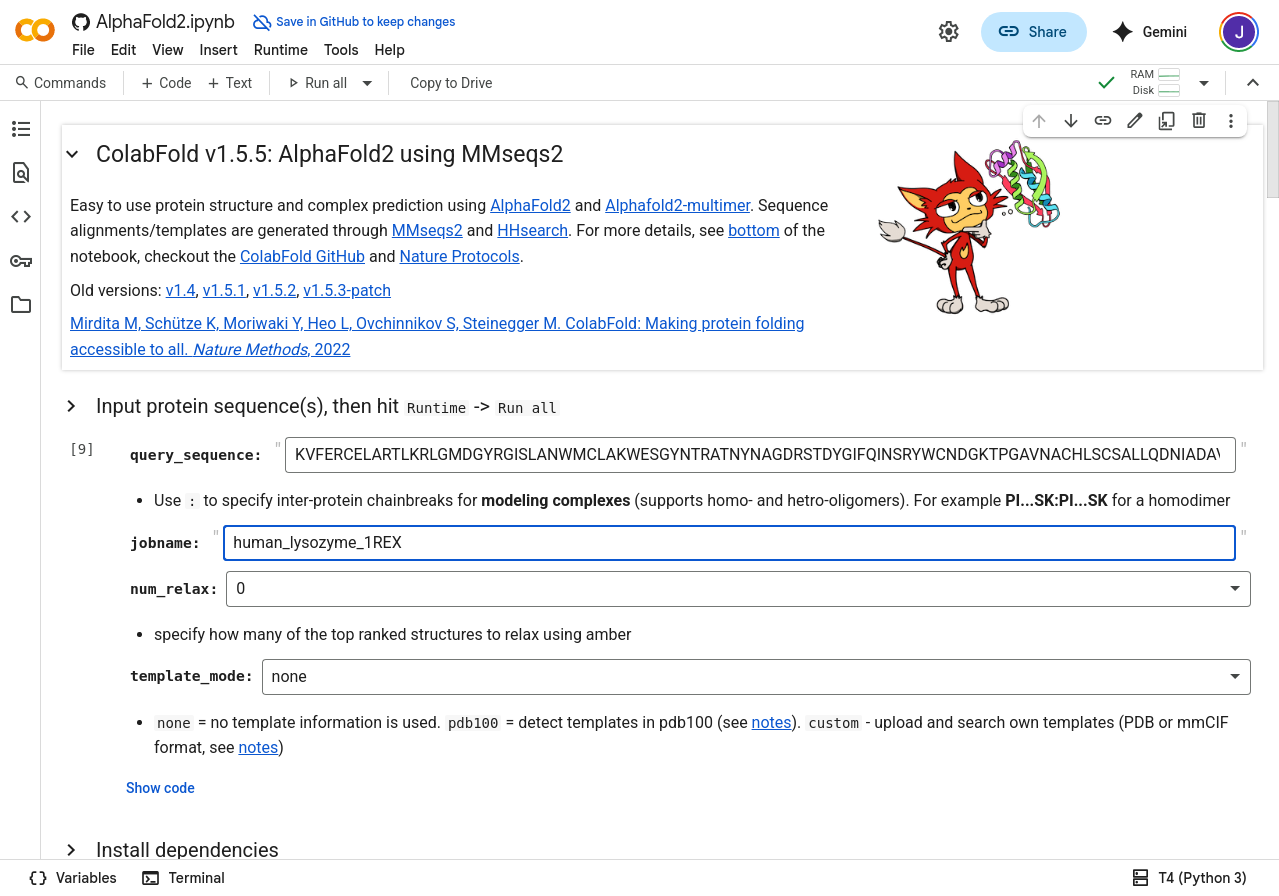 AlphaFold2.ipynb
Save in GitHub to keep changes
File Edit View Insert Runtime Tools Help
Share
Gemini
J
Commands + Code + Text Run all Copy to Drive
RAM
Disk
ColabFold v1.5.5: AlphaFold2 using MMseqs2
Easy to use protein structure and complex prediction using AlphaFold2 and Alphafold2-multimer. Sequence
alignments/templates are generated through MMseqs2 and HHsearch. For more details, see bottom of the
notebook, checkout the ColabFold GitHub and Nature Protocols.
Old versions: v1.4, v1.5.1, v1.5.2, v1.5.3-patch
Mirdita M, Schütze K, Moriwaki Y, Heo L, Ovchinnikov S, Steinegger M. ColabFold: Making protein folding
accessible to all. Nature Methods, 2022
Input protein sequence(s), then hit Runtime -> Run all
[9]
query_sequence: " KVFERCELARTLKRLGMDGYRGISLANWMCLAKWESGYNTRATNYNAGDRSTDYGIFQINSRYWCNDGKTPGAVNACHLSCSALLQDNIADAV "
• Use : to specify inter-protein chainbreaks for modeling complexes (supports homo- and hetro-oligomers). For example PI...SK:PI...SK for a homodimer
jobname: " human_lysozyme_1REX "
num_relax: 0
• specify how many of the top ranked structures to relax using amber
template_mode: none
• none = no template information is used. pdb100 = detect templates in pdb100 (see notes). custom - upload and search own templates (PDB or mmCIF
format, see notes)
Show code
Install dependencies
Variables Terminal
T4 (Python 3)